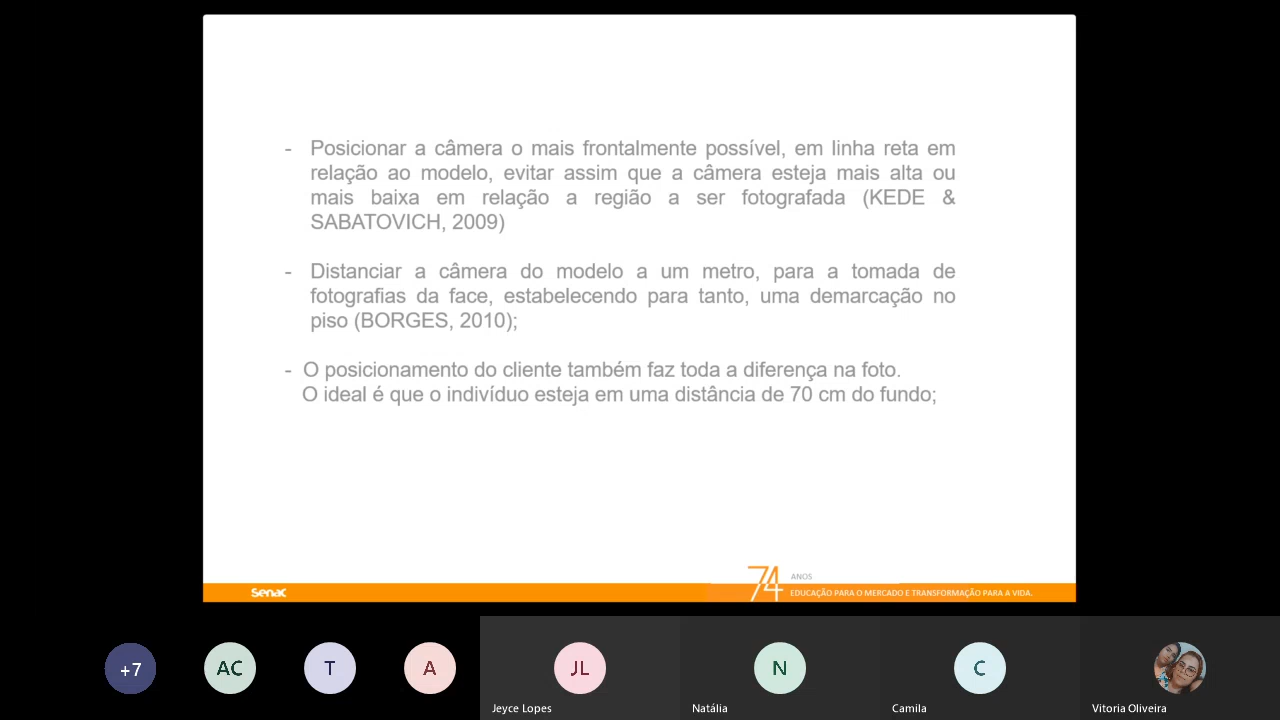 - Posicionar a câmera o mais frontalmente possível, em linha reta em
relação ao modelo, evitar assim que a câmera esteja mais alta ou
mais baixa em relação a região a ser fotografada (KEDE &
SABATOVICH, 2009)
- Distanciar a câmera do modelo a um metro, para a tomada de
fotografias da face, estabelecendo para tanto, uma demarcação no
piso (BORGES, 2010);
- O posicionamento do cliente também faz toda a diferença na foto.
O ideal é que o indivíduo esteja em uma distância de 70 cm do fundo;
Senac
74 ANOS
EDUCAÇÃO PARA O MERCADO E TRANSFORMAÇÃO PARA A VIDA.
+7
AC
T
A
JL
N
C
Jeyce Lopes
Natália
Camila
Vitoria Oliveira